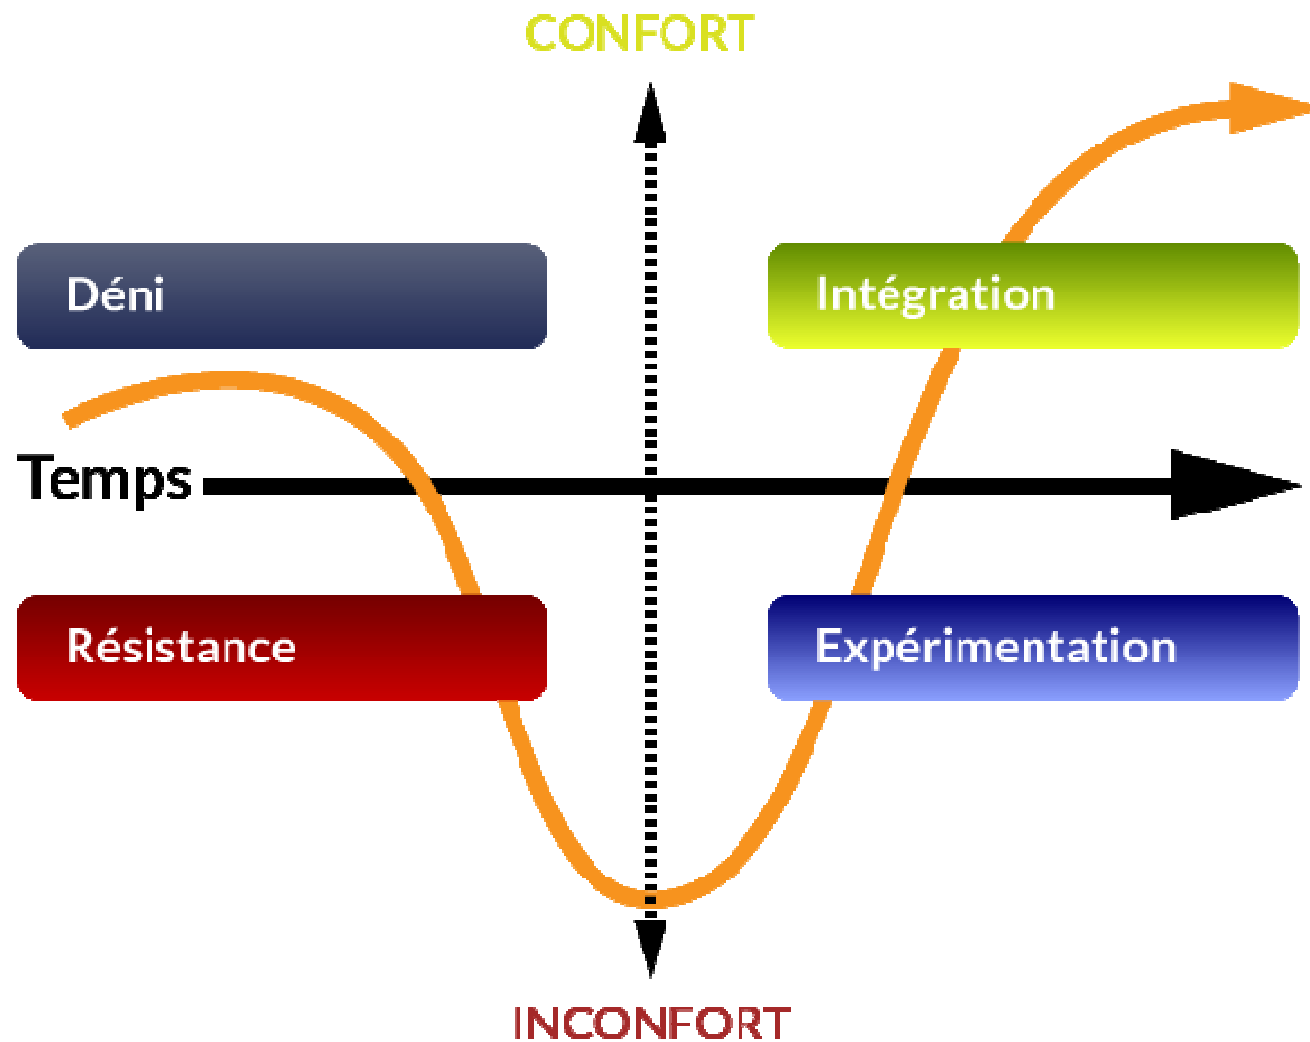 CONFORT
Déni
Intégration
Temps
Résistance
Expérimentation
INCONFORT